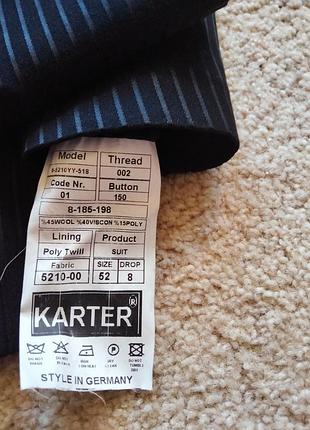 Model Thread
8-5210YY-518 002
Code Nr. Button
01 150
8-185-198
%45WOOL %40VISCON %15POLY
Lining Product
Poly Twill SUIT
Fabric SIZE DROP
5210-00 52 8
KARTER ®
STYLE IN GERMANY